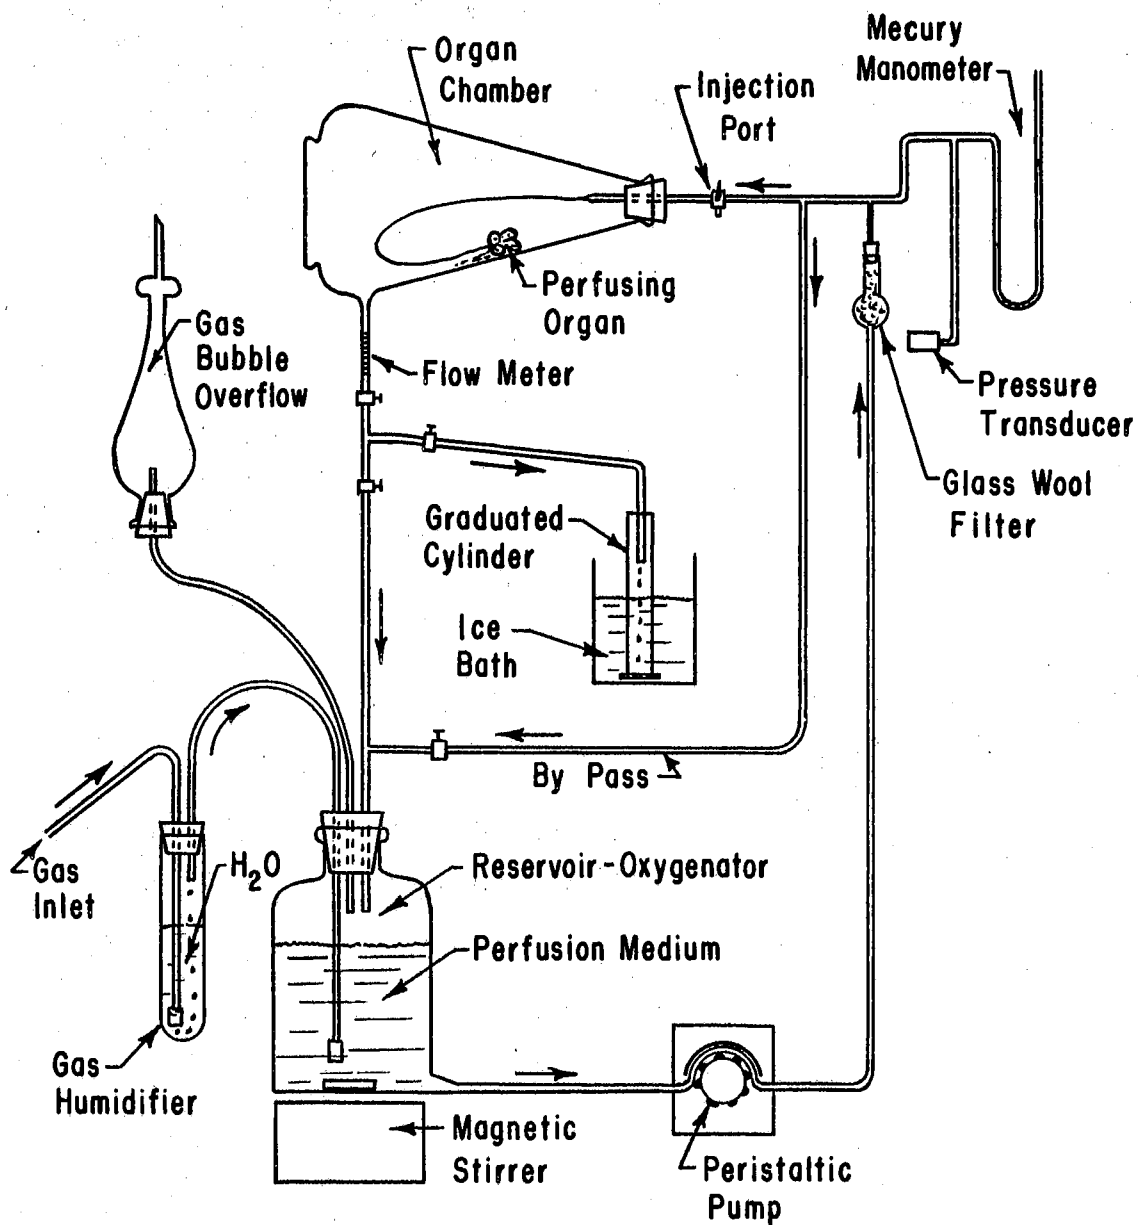 Organ
Chamber
Injection
Port
Mecury
Manometer
Perfusing
Organ
Gas
Bubble
Overflow
Flow Meter
Pressure
Transducer
Glass Wool
Filter
Graduated
Cylinder
Ice
Bath
By Pass
Gas
Inlet
H₂O
Reservoir-Oxygenator
Perfusion Medium
Gas
Humidifier
Magnetic
Stirrer
Peristaltic
Pump